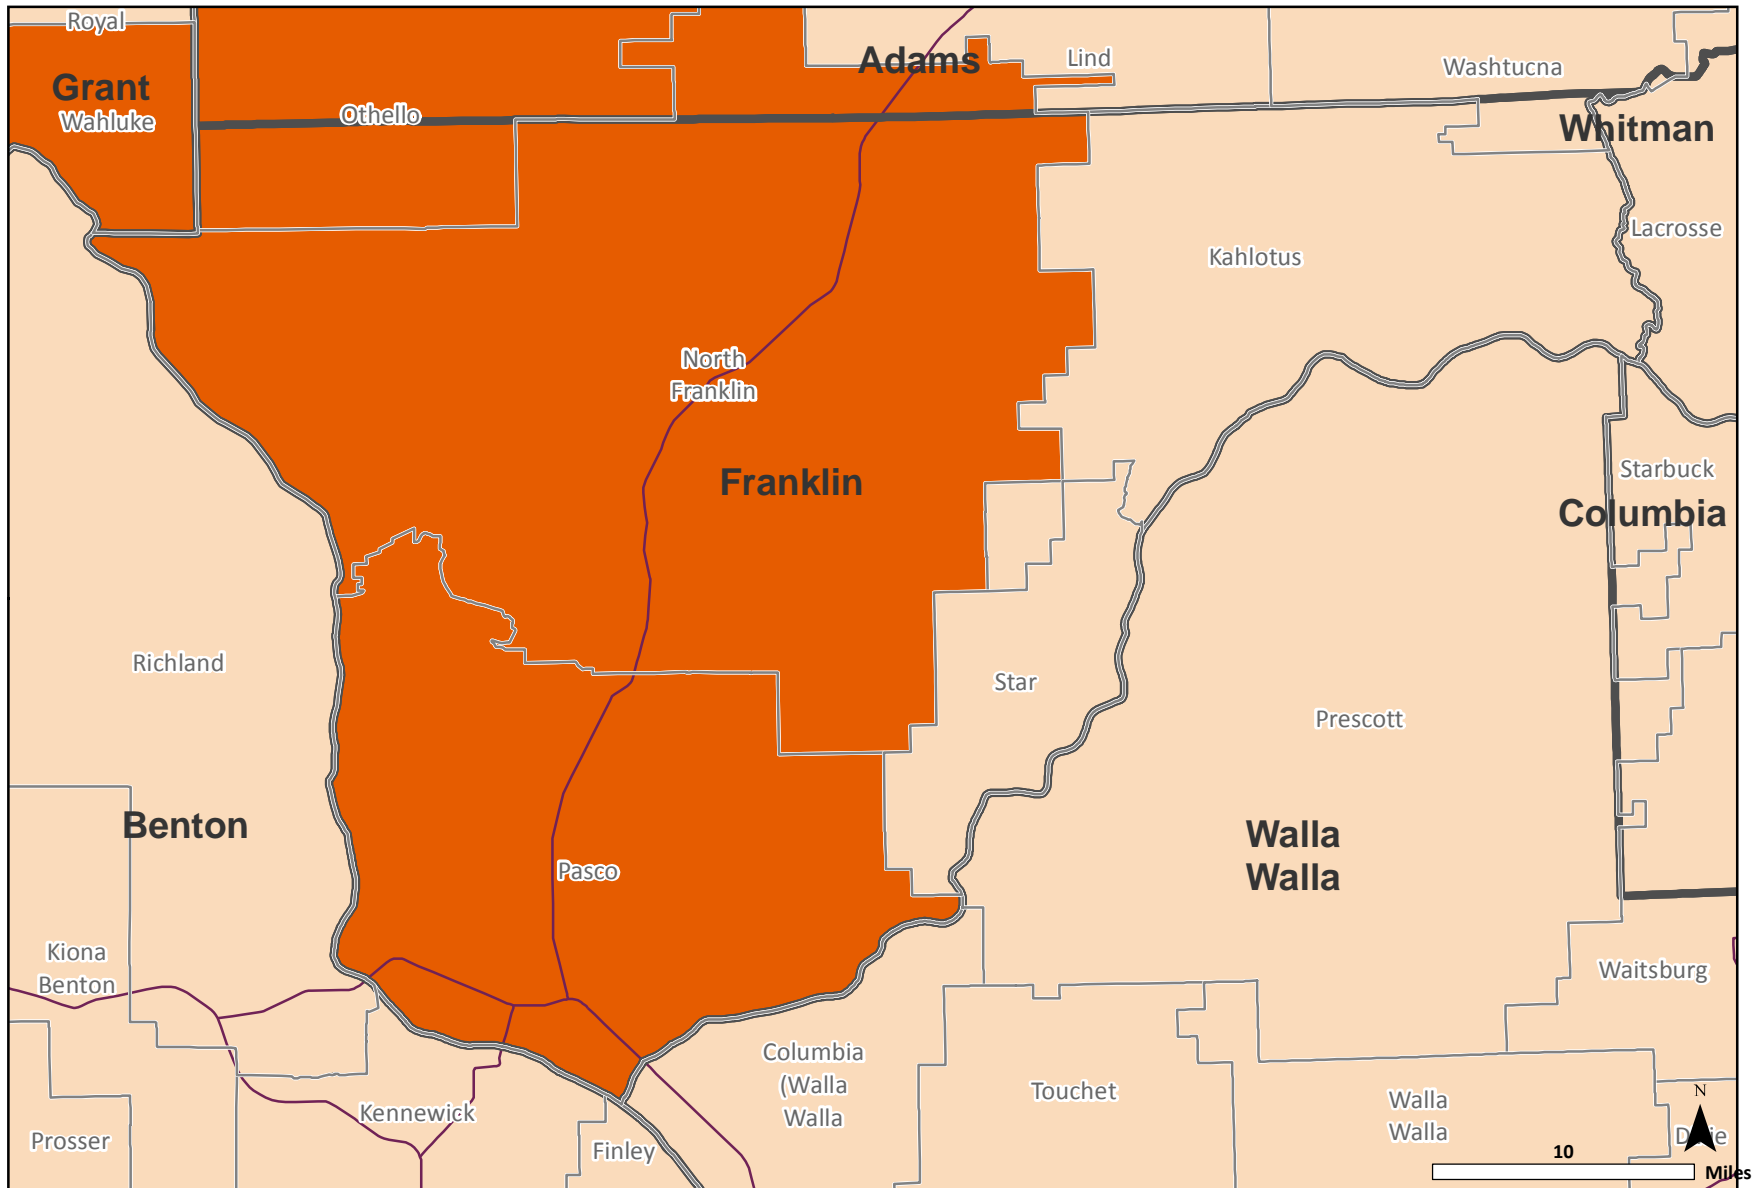 Royal
Adams
Lind
Washtucna
Grant
Wahluke
Othello
Whitman
Lacrosse
Kahlotus
North
Franklin
Franklin
Starbuck
Columbia
Richland
Star
Prescott
Benton
Walla
Walla
Pasco
Kiona
Benton
Waitsburg
Columbia
(Walla
Walla
Touchet
Kennewick
Walla
Walla
Prosser
Finley
N
10
Miles